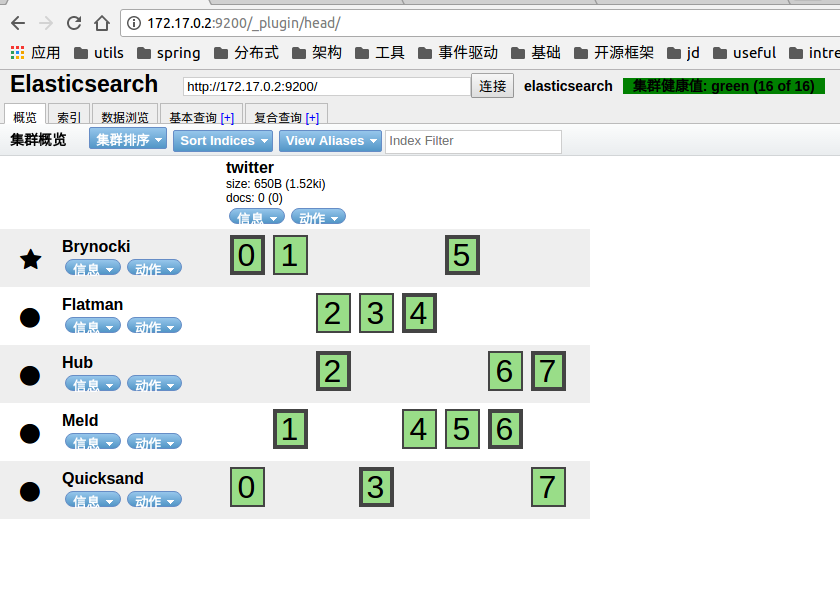 172.17.0.2:9200/_plugin/head/
应用 utils spring 分布式 架构 工具 事件驱动 基础 开源框架 jd useful intre
Elasticsearch http://172.17.0.2:9200/ 连接 elasticsearch 集群健康值: green (16 of 16)
概览 索引 数据浏览 基本查询 [+] 复合查询 [+]
集群概览 集群排序 Sort Indices View Aliases Index Filter
twitter
size: 650B (1.52ki)
docs: 0 (0)
信息 动作
Brynocki 0 1 5
信息 动作
Flatman 2 3 4
信息 动作
Hub 2 6 7
信息 动作
Meld 1 4 5 6
信息 动作
Quicksand 0 3 7
信息 动作